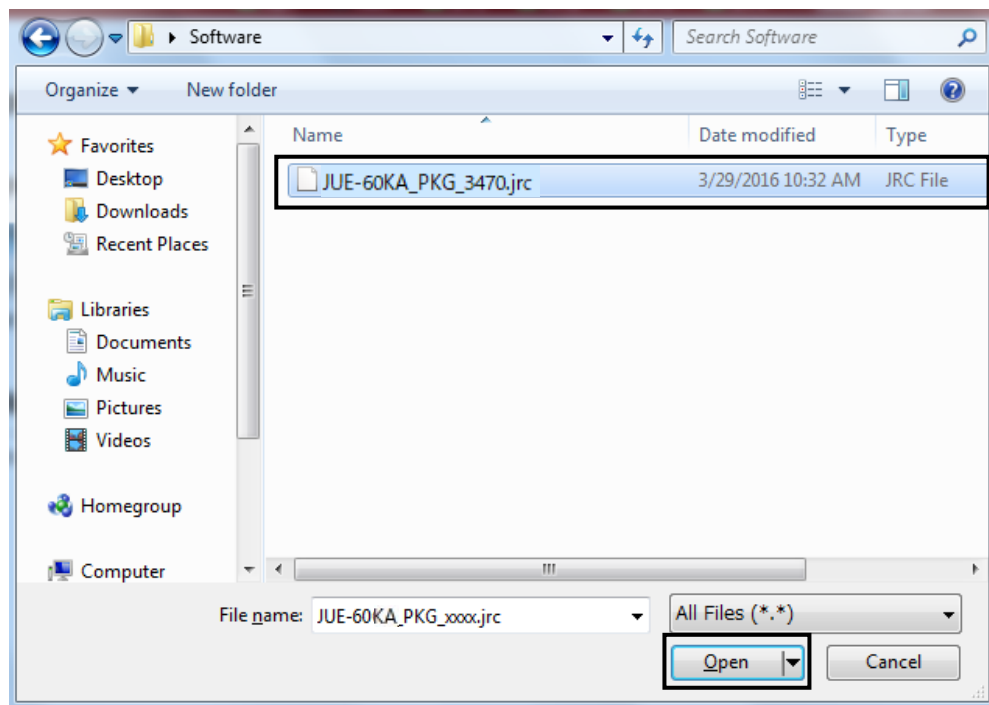 Software
Search Software
Organize
New folder
Name
Date modified
Type
Favorites
Desktop
Downloads
Recent Places
Libraries
Documents
Music
Pictures
Videos
Homegroup
Computer
JUE-60KA_PKG_3470.jrc
3/29/2016 10:32 AM
JRC File
File name:
JUE-60KA_PKG_xxxx.jrc
All Files (*.*)
Open
Cancel